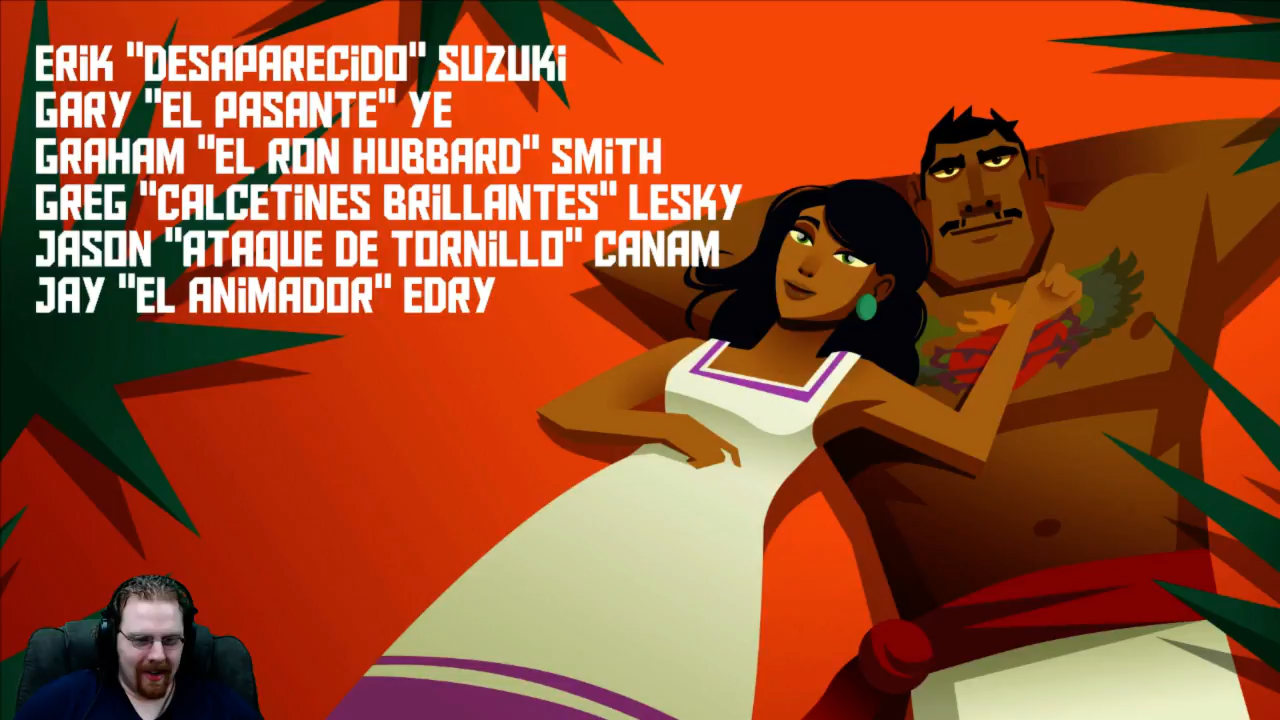 ERiK "DESAPARECiDO" SUZUKi
GARY "EL PASANTE" YE
GRAHAM "EL RON HUBBARD" SMiTH
GREG "CALCETiNES BRiLLANTES" LESKY
JASON "ATAQUE DE TORNiLLO" CANAM
JAY "EL ANiMADOR" EDRY